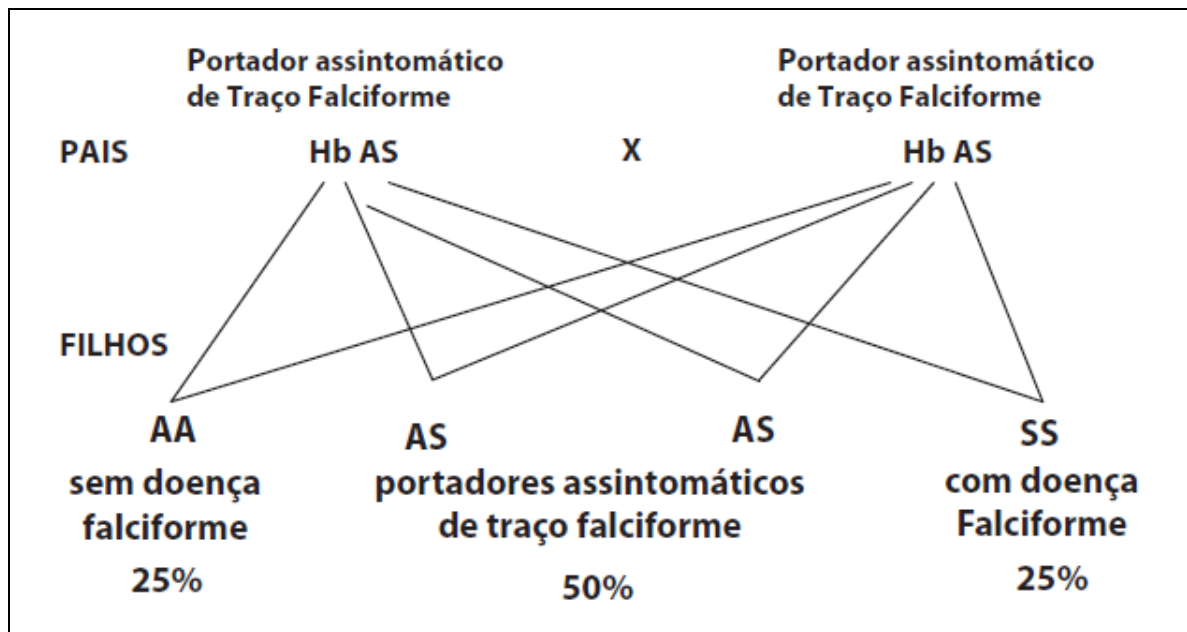 Portador assintomático
de Traço Falciforme
Portador assintomático
de Traço Falciforme
PAIS
Hb AS
X
Hb AS
FILHOS
AA
sem doença
falciforme
25%
AS
AS
portadores assintomáticos
de traço falciforme
50%
SS
com doença
Falciforme
25%